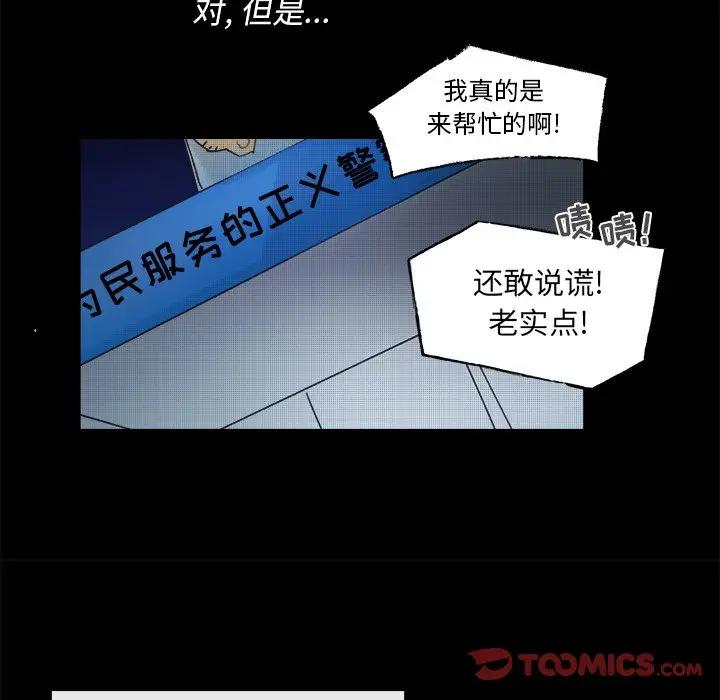 对, 但是...
我真的是
来帮忙的啊!
为民服务的正义警察
啧啧!
还敢说谎!
老实点!
TOOMICS.COM